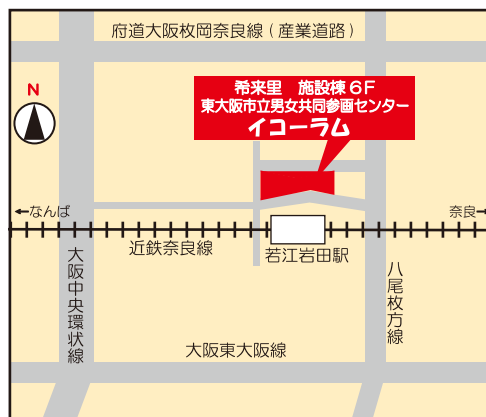 府道大阪枚岡奈良線(産業道路)
N
希来里　施設棟6F
東大阪市立男女共同参画センター
イコーラム
なんば
奈良
近鉄奈良線
若江岩田駅
大阪中央環状線
八尾枚方線
大阪東大阪線